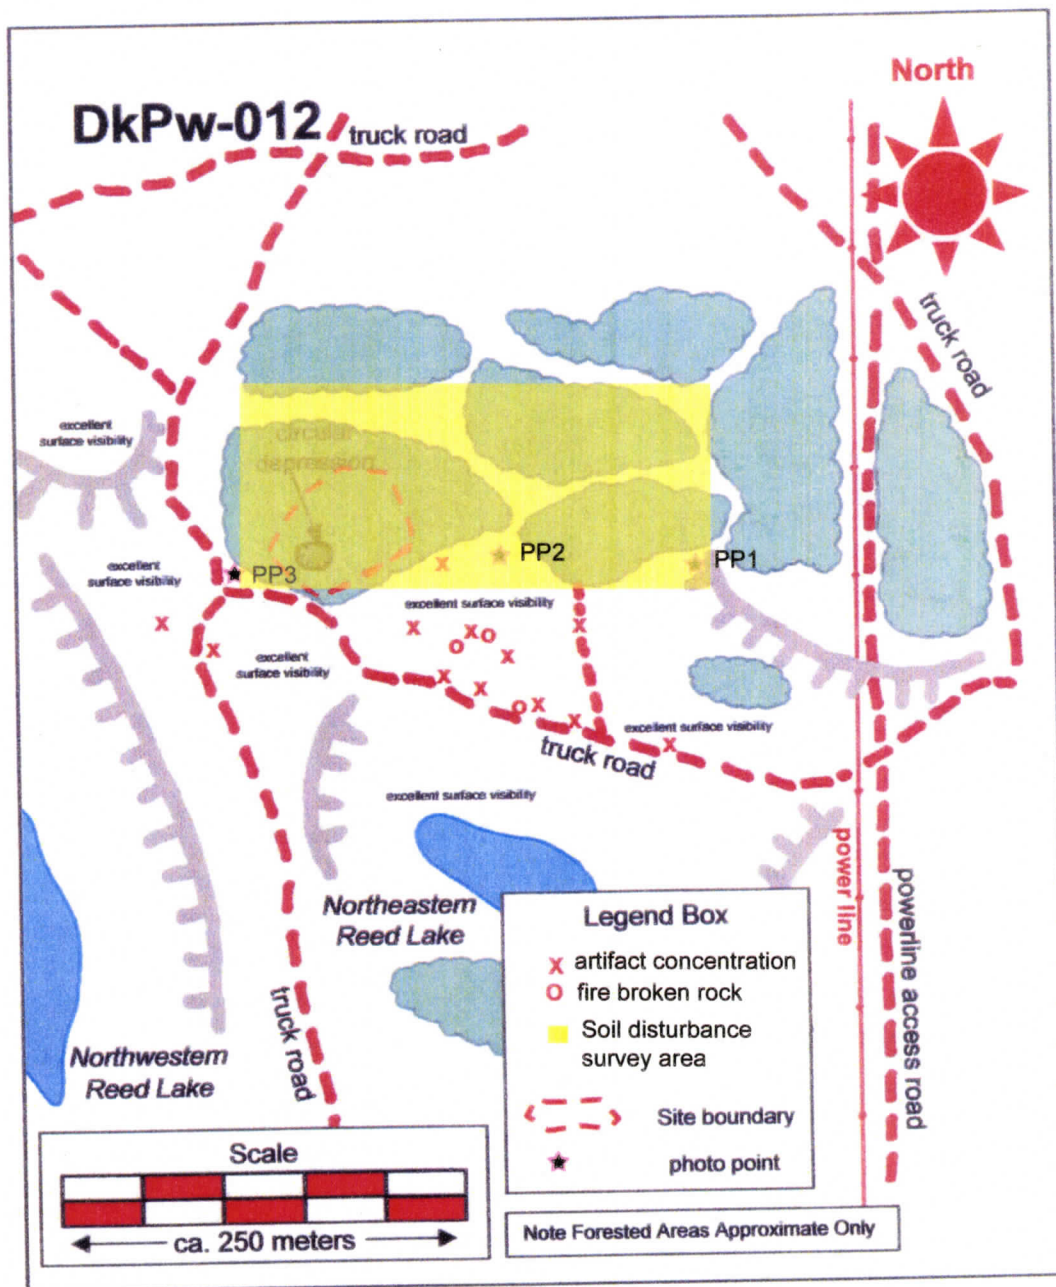 North
DkPw-012
truck road
truck road
excellent
surface visibility
circular
depression
PP2
PP1
excellent
surface visibility
PP3
excellent surface visibility
excellent
surface visibility
excellent surface visibility
truck road
excellent surface visibility
power line
powerline access road
Northeastern
Reed Lake
truck road
Northwestern
Reed Lake
Legend Box
x artifact concentration
o fire broken rock
Soil disturbance
survey area
Site boundary
photo point
Scale
ca. 250 meters
Note Forested Areas Approximate Only